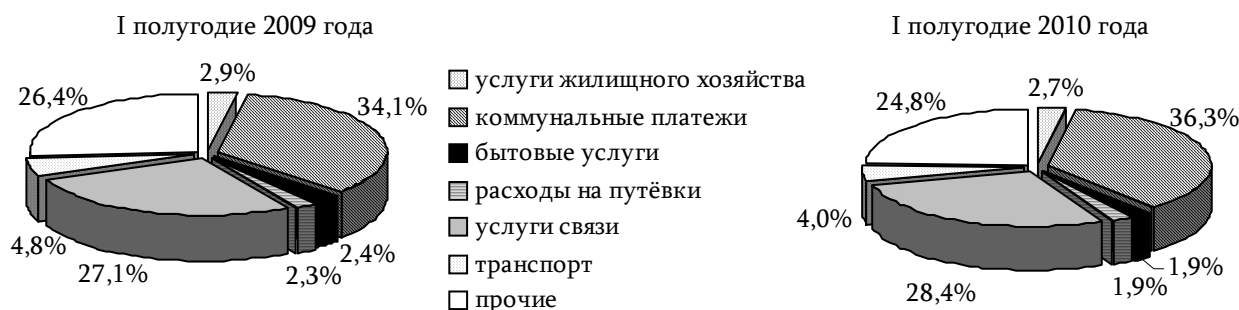 I полугодие 2009 года
2,9%
26,4%
34,1%
4,8%
27,1%
2,3%
2,4%
услуги жилищного хозяйства
коммунальные платежи
бытовые услуги
расходы на путёвки
услуги связи
транспорт
прочие
I полугодие 2010 года
2,7%
24,8%
36,3%
4,0%
28,4%
1,9%
1,9%